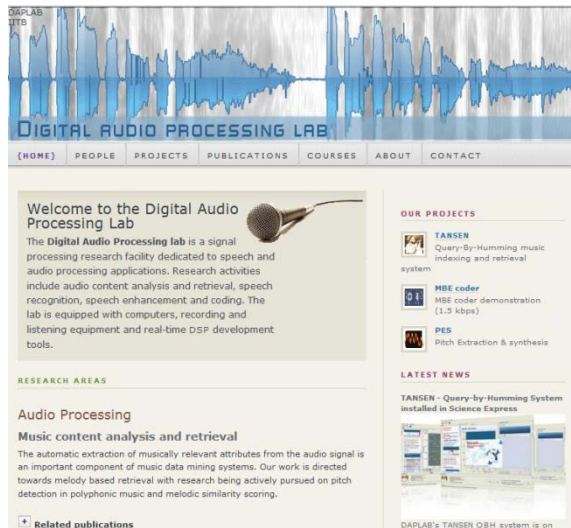 DAPLAB
IITB
DIGITAL AUDIO PROCESSING LAB
{HOME} PEOPLE PROJECTS PUBLICATIONS COURSES ABOUT CONTACT
Welcome to the Digital Audio
Processing Lab
The Digital Audio Processing lab is a signal
processing research facility dedicated to speech and
audio processing applications. Research activities
include audio content analysis and retrieval, speech
recognition, speech enhancement and coding. The
lab is equipped with computers, recording and
listening equipment and real-time DSP development
tools.
RESEARCH AREAS
Audio Processing
Music content analysis and retrieval
The automatic extraction of musically relevant attributes from the audio signal is
an important component of music data mining systems. Our work is directed
towards melody based retrieval with research being actively pursued on pitch
detection in polyphonic music and melodic similarity scoring.
+ Related publications
OUR PROJECTS
TANSEN
Query-By-Humming music
indexing and retrieval
system
MBE coder
MBE coder demonstration
(1.5 kbps)
PES
Pitch Extraction & synthesis
LATEST NEWS
TANSEN - Query-by-Humming System
installed in Science Express
DAPLAB's TANSEN QBH system is on